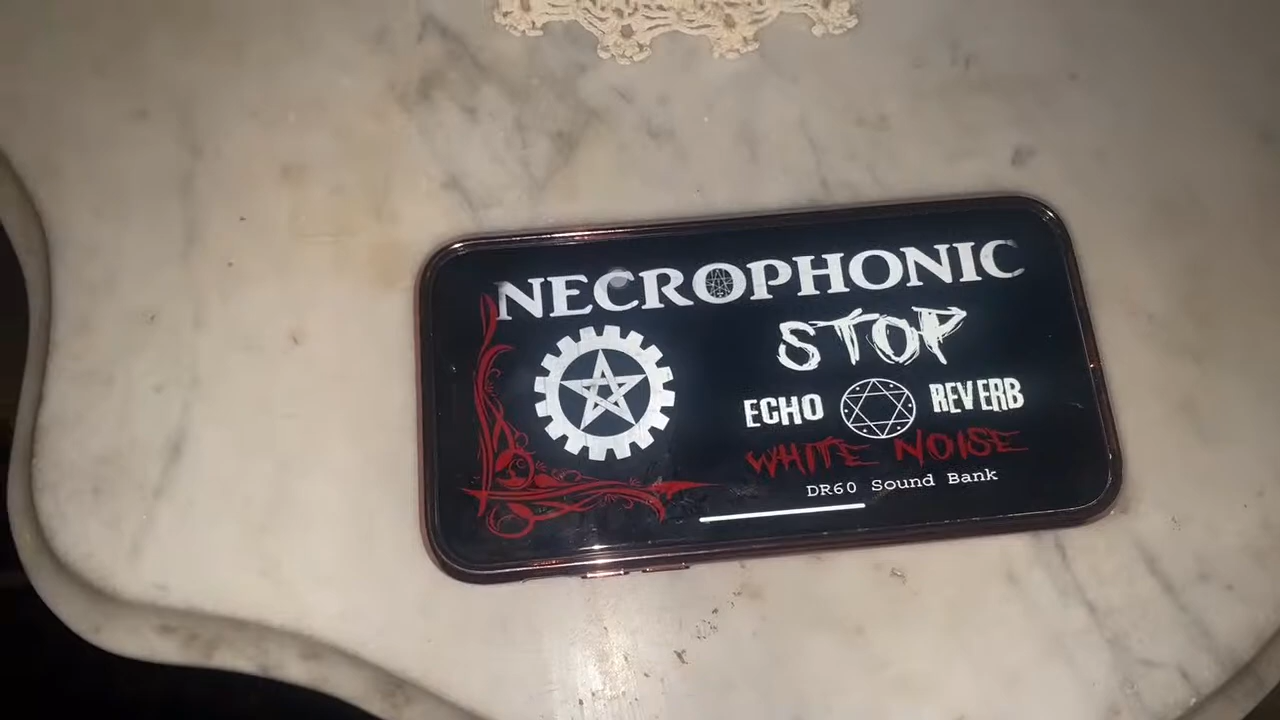 NECROPHONIC
STOP
ECHO REVERB
WHITE NOISE
DR60 Sound Bank